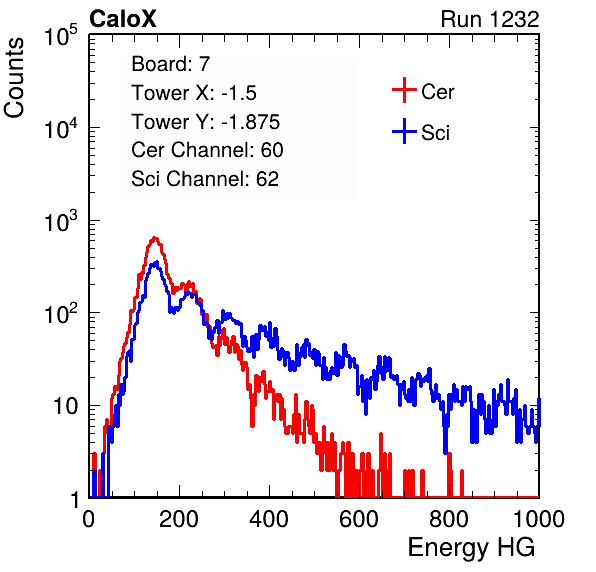 CaloX
Run 1232
Counts
10^5
10^4
10^3
10^2
10
1
Board: 7
Tower X: -1.5
Tower Y: -1.875
Cer Channel: 60
Sci Channel: 62
Cer
Sci
0 200 400 600 800 1000
Energy HG